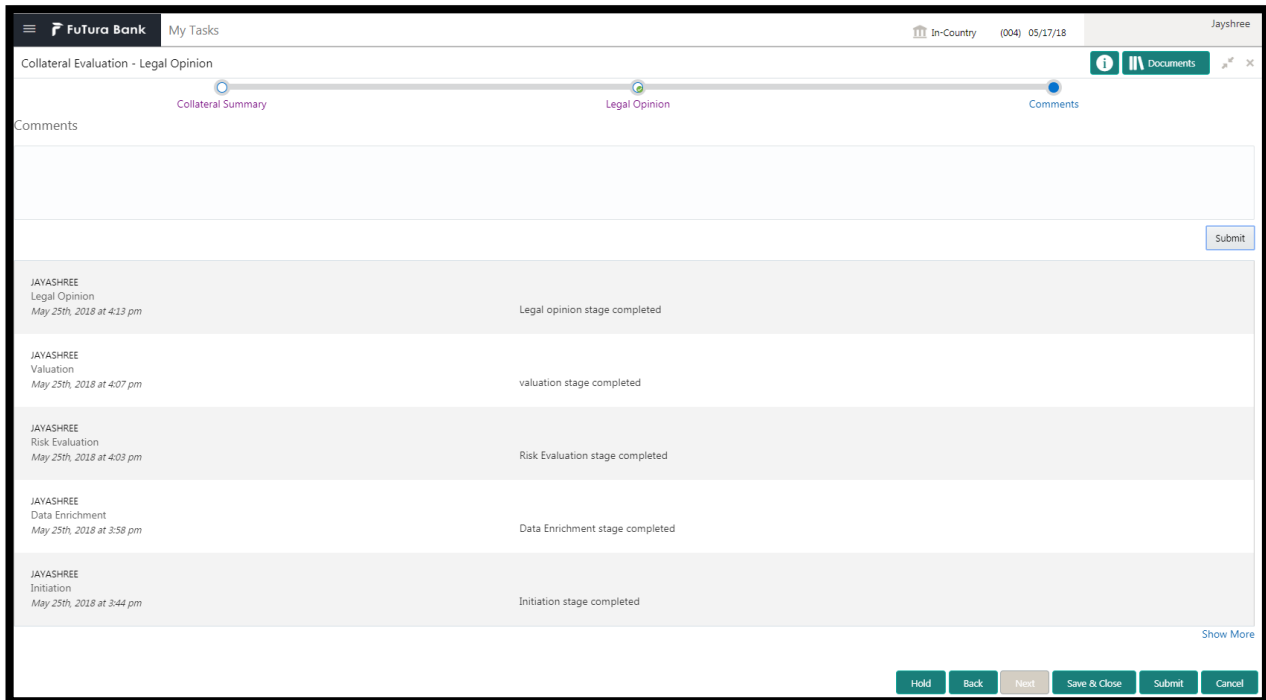 FuTura Bank
My Tasks
In-Country
(004) 05/17/18
Jayshree
Collateral Evaluation - Legal Opinion
Documents
Collateral Summary
Legal Opinion
Comments
Comments
Submit
JAYASHREE
Legal Opinion
May 25th, 2018 at 4:13 pm
Legal opinion stage completed
JAYASHREE
Valuation
May 25th, 2018 at 4:07 pm
valuation stage completed
JAYASHREE
Risk Evaluation
May 25th, 2018 at 4:03 pm
Risk Evaluation stage completed
JAYASHREE
Data Enrichment
May 25th, 2018 at 3:58 pm
Data Enrichment stage completed
JAYASHREE
Initiation
May 25th, 2018 at 3:44 pm
Initiation stage completed
Show More
Hold
Back
Next
Save & Close
Submit
Cancel